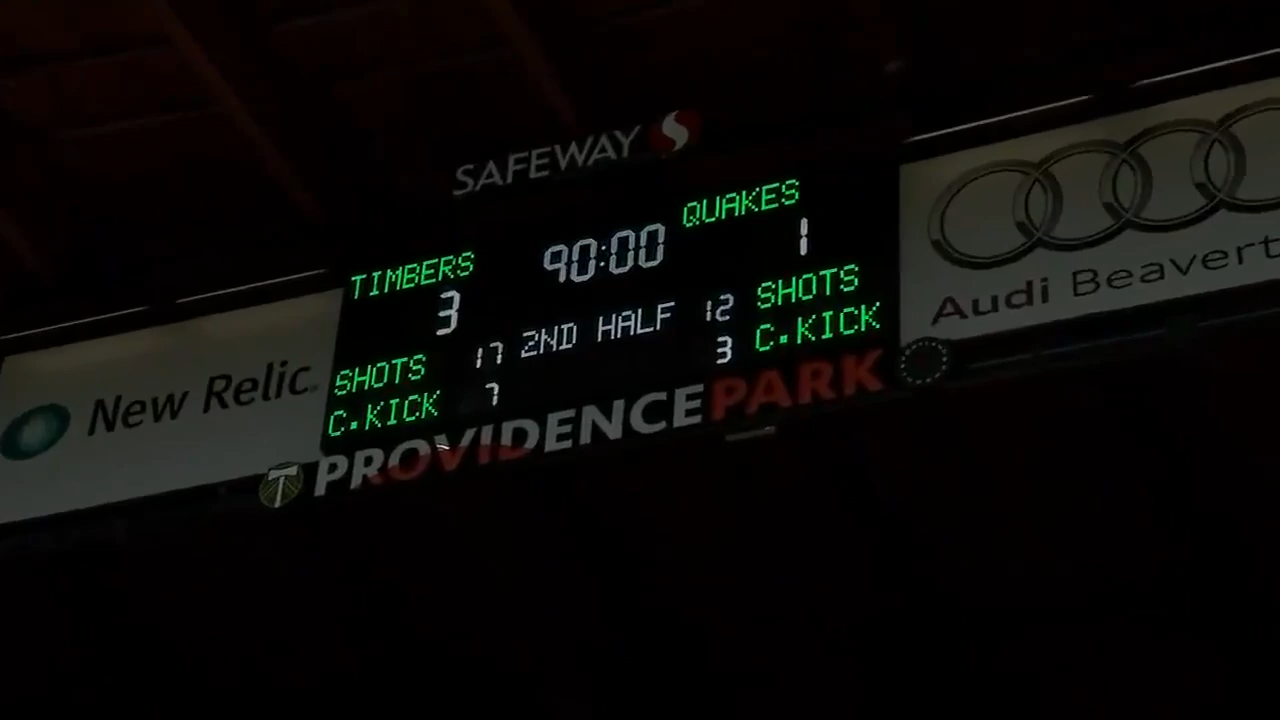 SAFEWAY
TIMBERS 90:00 QUAKES
3 1
SHOTS 17 2ND HALF 12 SHOTS
C.KICK 7 3 C.KICK
PROVIDENCE PARK
New Relic
Audi Beavert